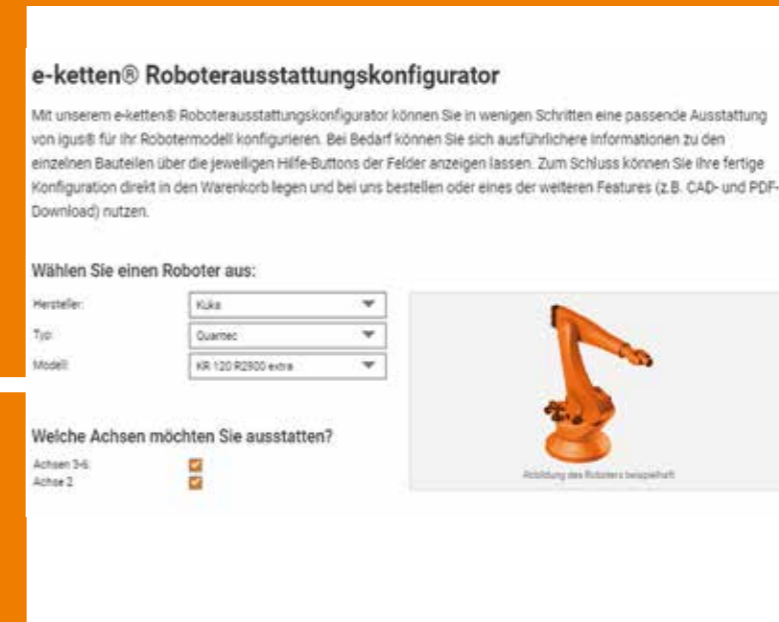 e-ketten® Roboterausstattungskonfigurator
Mit unserem e-ketten® Roboterausstattungskonfigurator können Sie in wenigen Schritten eine passende Ausstattung
von igus® für Ihr Robotermodell konfigurieren. Bei Bedarf können Sie sich ausführlichere Informationen zu den
einzelnen Bauteilen über die jeweiligen Hilfe-Buttons der Felder anzeigen lassen. Zum Schluss können Sie Ihre fertige
Konfiguration direkt in den Warenkorb legen und bei uns bestellen oder eines der weiteren Features (z.B. CAD- und PDF-
Download) nutzen.
Wählen Sie einen Roboter aus:
Hersteller: Kuka
Typ: Quantec
Modell: KR 120 R2900 extra
Welche Achsen möchten Sie ausstatten?
Achsen 3-6:
Achse 2
Abbildung des Roboters beispielhaft